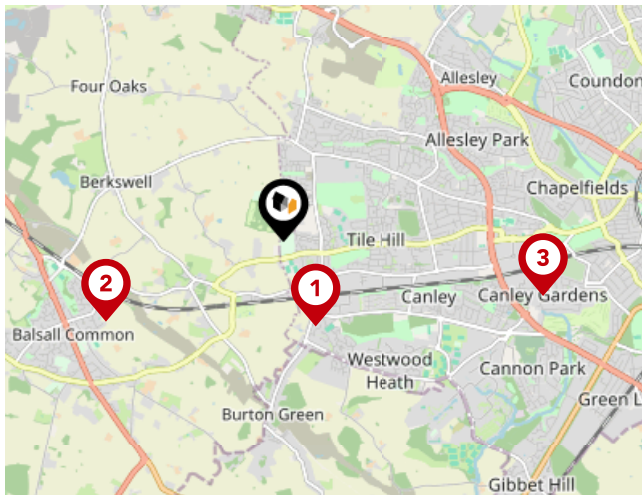 Allesley
Coundon
Four Oaks
Allesley Park
Berkswell
Chapelfields
Tile Hill
3
2
1
Canley
Canley Gardens
Balsall Common
Westwood
Heath
Cannon Park
Green L
Burton Green
Gibbet Hill